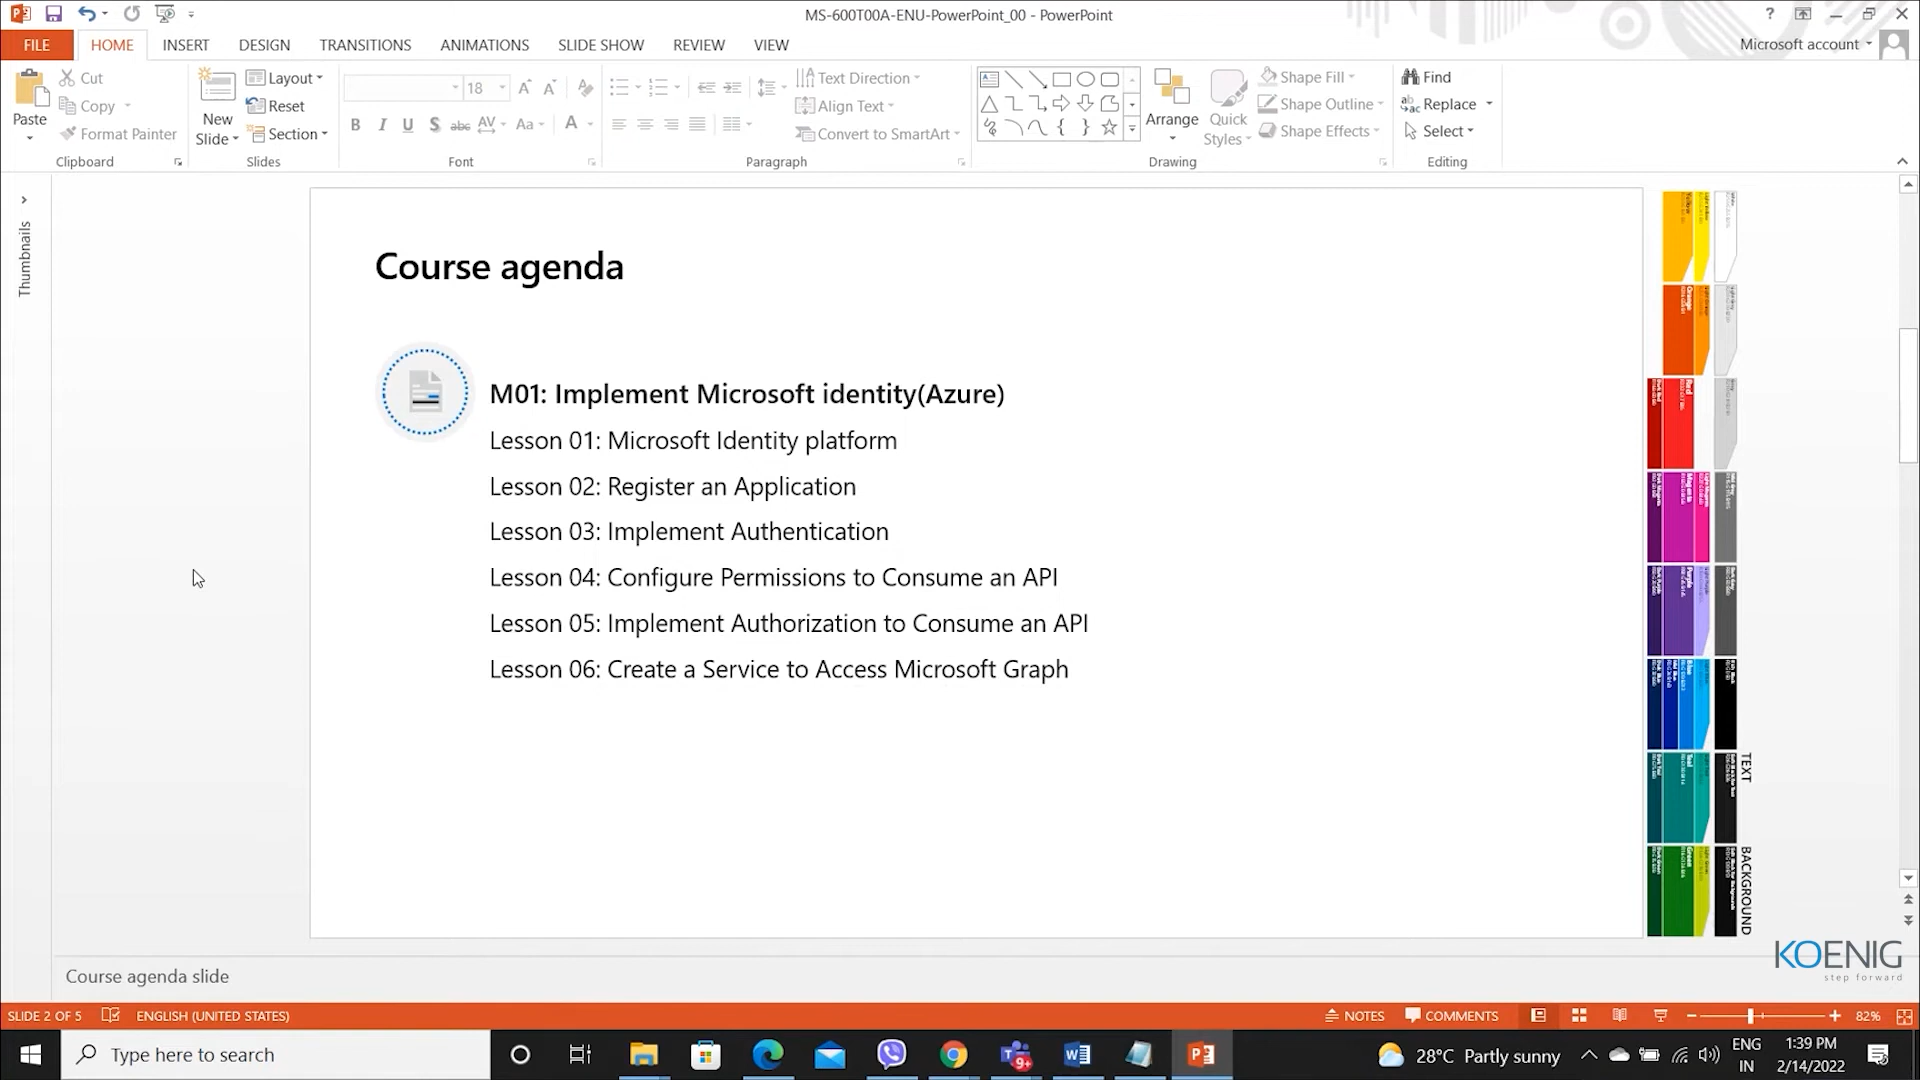 MS-600T00A-ENU-PowerPoint_00 - PowerPoint
FILE HOME INSERT DESIGN TRANSITIONS ANIMATIONS SLIDE SHOW REVIEW VIEW
Microsoft account
Paste
Cut
Copy
Format Painter
Clipboard
New Slide
Layout
Reset
Section
Slides
18
B I U S abc AV Aa A
Font
Text Direction
Align Text
Convert to SmartArt
Paragraph
Arrange
Quick Styles
Shape Fill
Shape Outline
Shape Effects
Drawing
Find
Replace
Select
Editing
Thumbnails
Course agenda
M01: Implement Microsoft identity(Azure)
Lesson 01: Microsoft Identity platform
Lesson 02: Register an Application
Lesson 03: Implement Authentication
Lesson 04: Configure Permissions to Consume an API
Lesson 05: Implement Authorization to Consume an API
Lesson 06: Create a Service to Access Microsoft Graph
TEXT
BACKGROUND
KOENIG
step forward
Course agenda slide
SLIDE 2 OF 5 ENGLISH (UNITED STATES) NOTES COMMENTS 82%
Type here to search
9+
28°C Partly sunny
ENG
IN
1:39 PM
2/14/2022